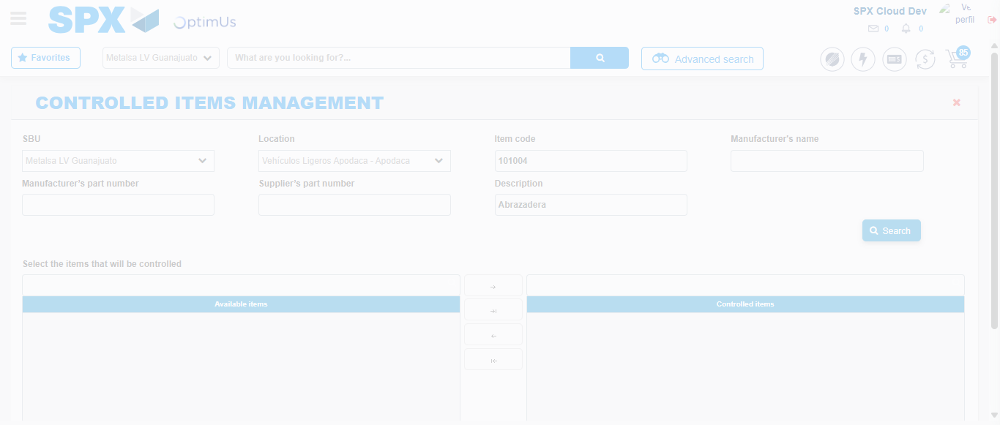 SPX
OptimUs
SPX Cloud Dev
0
0
Ve
perfil
Favorites
Metalsa LV Guanajuato
What are you looking for?...
Advanced search
$
85
CONTROLLED ITEMS MANAGEMENT
SBU
Location
Item code
Manufacturer's name
Metalsa LV Guanajuato
Vehículos Ligeros Apodaca - Apodaca
101004
Manufacturer's part number
Supplier's part number
Description
Abrazadera
Search
Select the items that will be controlled
Available items
Controlled items